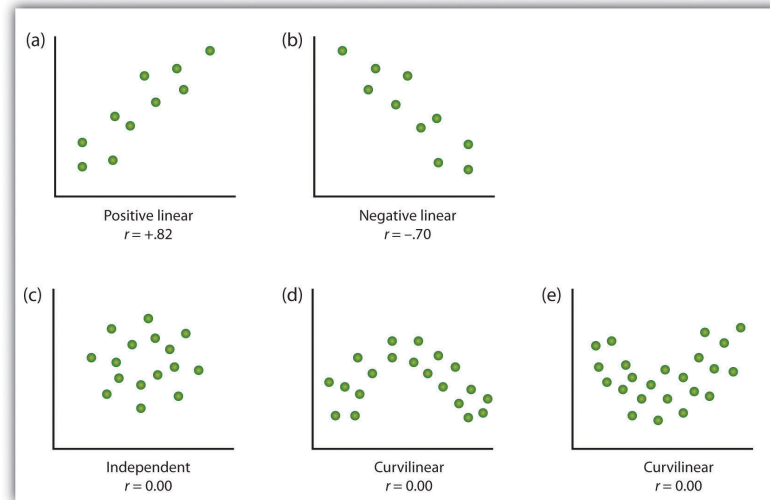 (a)
(b)
Positive linear
r = +.82
Negative linear
r = –.70
(c)
(d)
(e)
Independent
r = 0.00
Curvilinear
r = 0.00
Curvilinear
r = 0.00